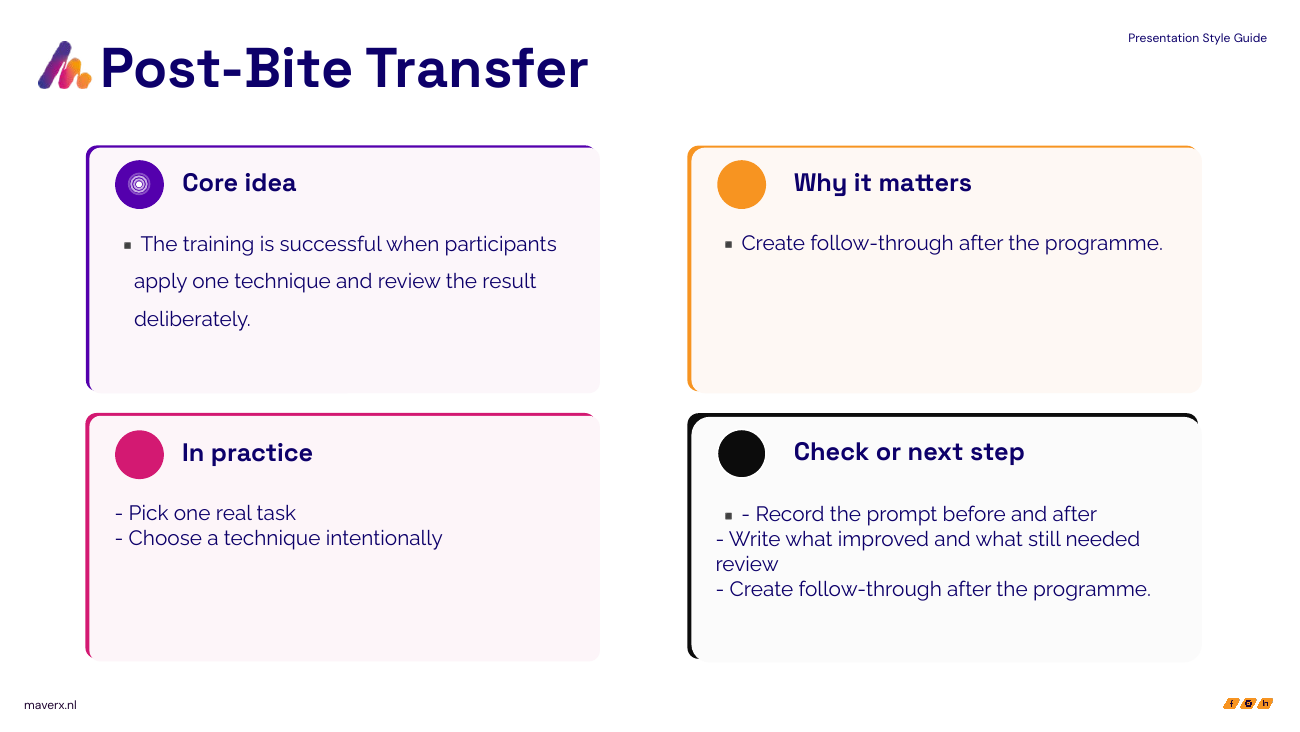 Presentation Style Guide
Post-Bite Transfer
Core idea
▪ The training is successful when participants
apply one technique and review the result
deliberately.
Why it matters
▪ Create follow-through after the programme.
In practice
- Pick one real task
- Choose a technique intentionally
Check or next step
▪ - Record the prompt before and after
- Write what improved and what still needed
review
- Create follow-through after the programme.
maverx.nl